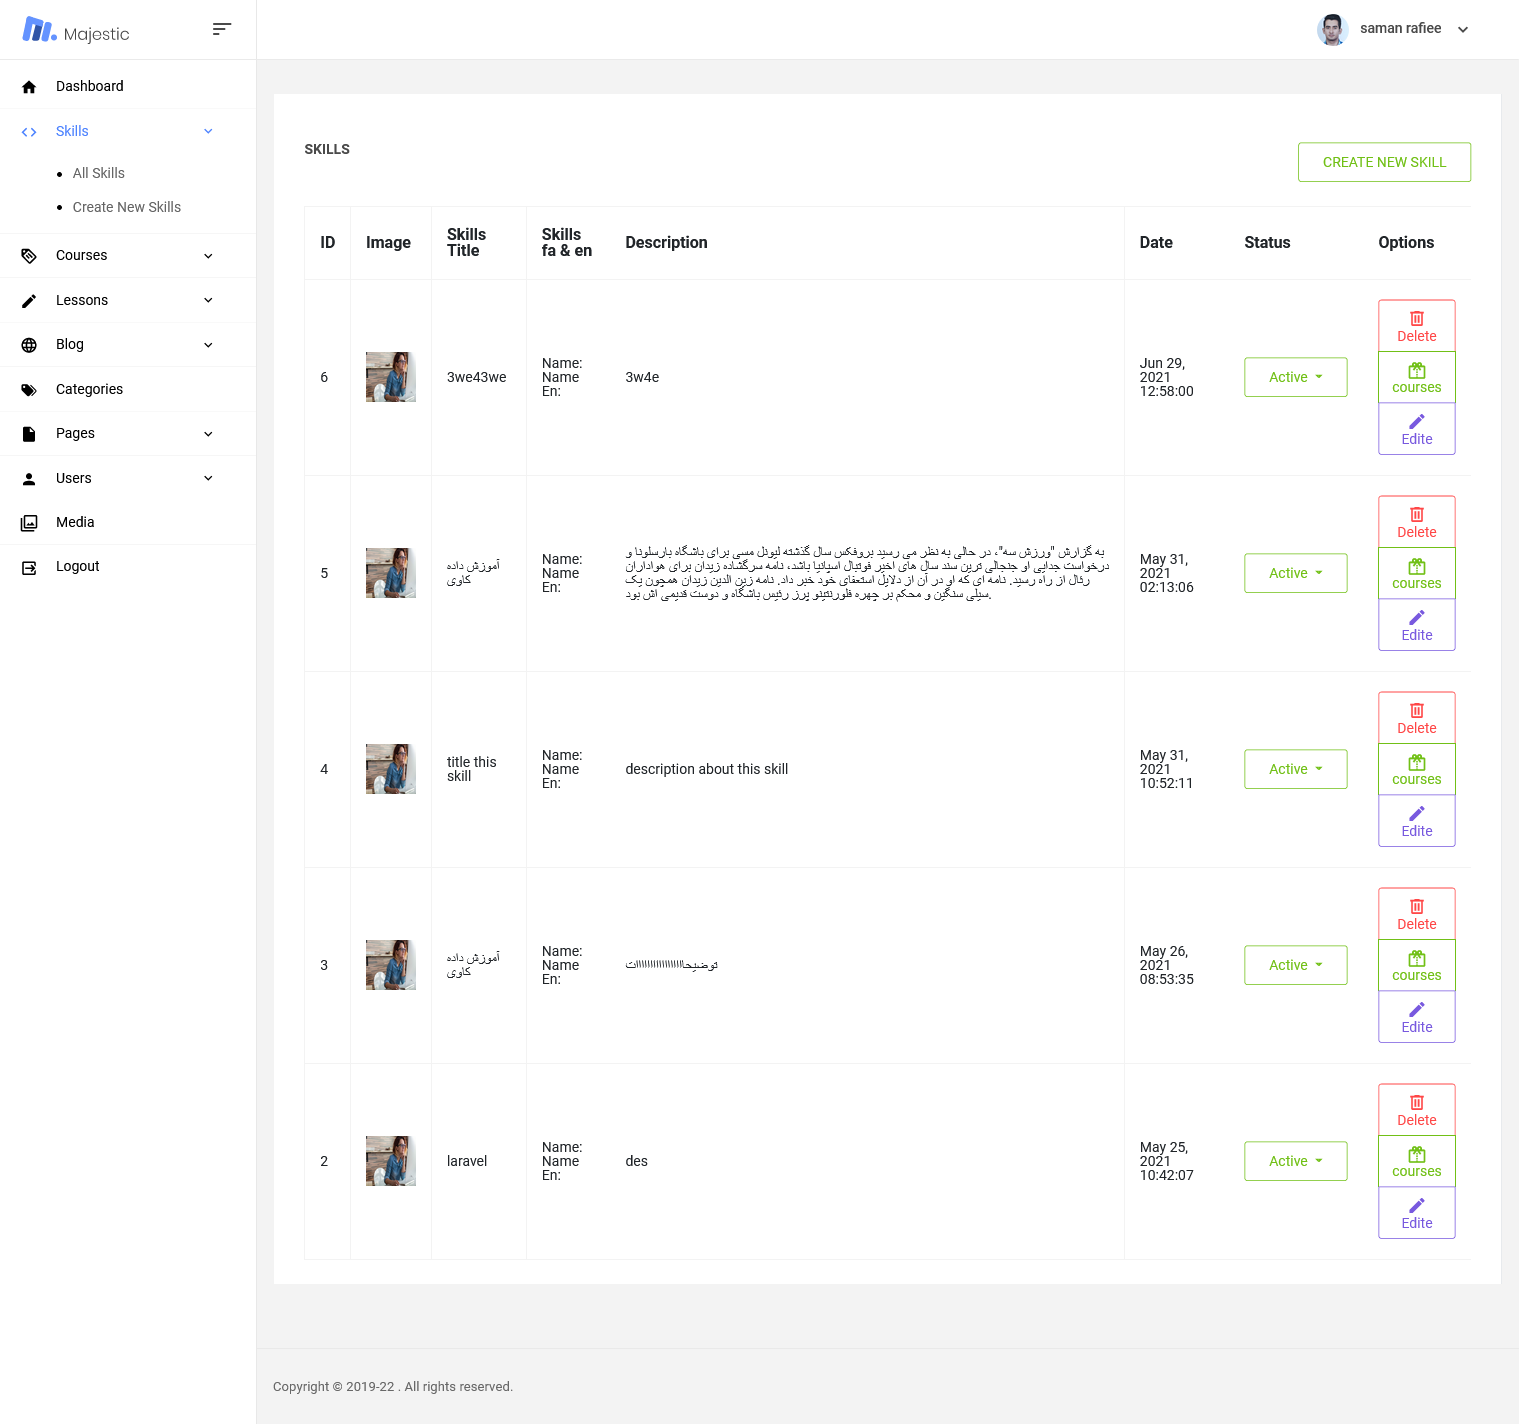 Majestic
saman rafiee
Dashboard
Skills
All Skills
Create New Skills
Courses
Lessons
Blog
Categories
Pages
Users
Media
Logout
SKILLS
CREATE NEW SKILL
ID
Image
Skills
Title
Skills
fa & en
Description
Date
Status
Options
6
3we43we
Name:
Name
En:
3w4e
Jun 29,
2021
12:58:00
Active
Delete
courses
Edite
5
آموزش داده
کاوی
Name:
Name
En:
به گزارش "ورزش سه"، در حالی به نظر می رسید بروفکس سال گذشته لیونل مسی برای باشگاه بارسلونا و
درخواست جدایی او جنجالی ترین سند سال های اخیر فوتبال اسپانیا باشد، نامه سرگشاده زیدان برای هواداران
رئال از راه رسید. نامه ای که او در آن از دلایل استعفای خود خبر داد. نامه زین الدین زیدان همچون یک
سیلی سنگین و محکم بر چهره فلورنتینو پرز رئیس باشگاه و دوست قدیمی اش بود.
May 31,
2021
02:13:06
Active
Delete
courses
Edite
4
title this
skill
Name:
Name
En:
description about this skill
May 31,
2021
10:52:11
Active
Delete
courses
Edite
3
آموزش داده
کاوی
Name:
Name
En:
توضیحااااااااااااااااات
May 26,
2021
08:53:35
Active
Delete
courses
Edite
2
laravel
Name:
Name
En:
des
May 25,
2021
10:42:07
Active
Delete
courses
Edite
Copyright © 2019-22 . All rights reserved.